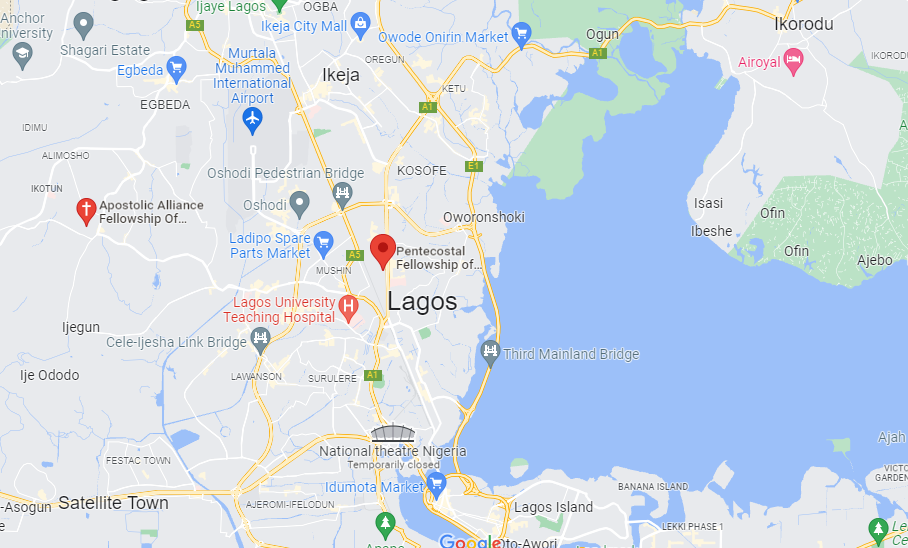 Ijaye Lagos
OGBA
Anchor
University
Shagari Estate
A5
Ikeja City Mall
Owode Onirin Market
Ogun
A1
Ikorodu
Airoyal
IKORODU
Egbeda
Murtala
Muhammed
International
Airport
Ikeja
OREGUN
KETU
EGBEDA
A1
IDIMU
ALIMOSHO
IKOTUN
Oshodi Pedestrian Bridge
KOSOFE
E1
Apostolic Alliance
Fellowship Of...
Oshodi
Oworonshoki
Isasi
Ofin
Ibeshe
Ofin
Ajebo
Ladipo Spare
Parts Market
A5
MUSHIN
Pentecostal
Fellowship of...
Lagos
Lagos University
Teaching Hospital
Ijegun
Cele-Ijesha Link Bridge
Third Mainland Bridge
Ije Ododo
LAWANSON
SURULERE
A1
National theatre Nigeria
Temporarily closed
Ajah
FESTAC TOWN
Idumota Market
BANANA ISLAND
VICTO
GARDEN
-Asogun
Satellite Town
AJEROMI-IFELODUN
Lagos Island
LEKKI PHASE 1
Google
oto-Awori
Le
Ce